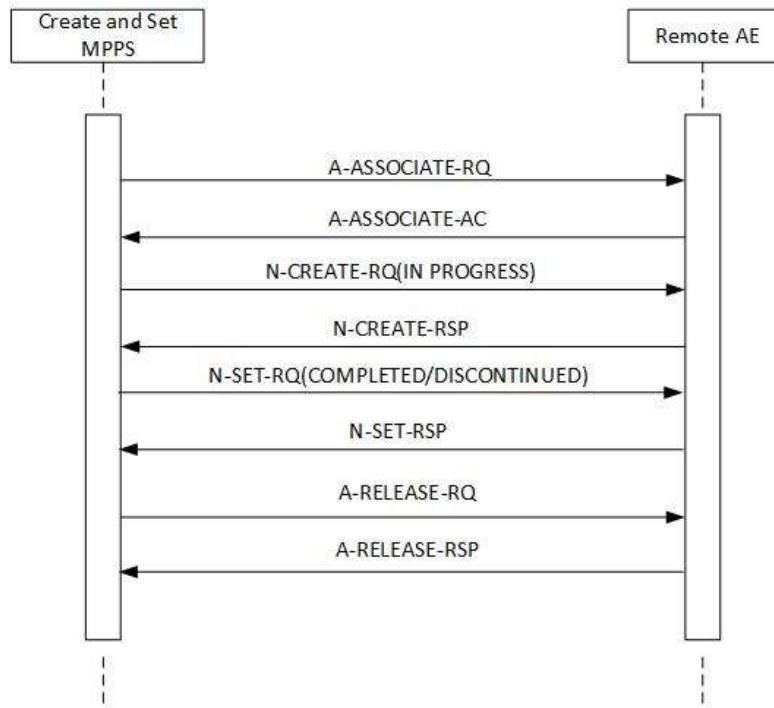 Create and Set
MPPS
Remote AE
A-ASSOCIATE-RQ
A-ASSOCIATE-AC
N-CREATE-RQ(IN PROGRESS)
N-CREATE-RSP
N-SET-RQ(COMPLETED/DISCONTINUED)
N-SET-RSP
A-RELEASE-RQ
A-RELEASE-RSP